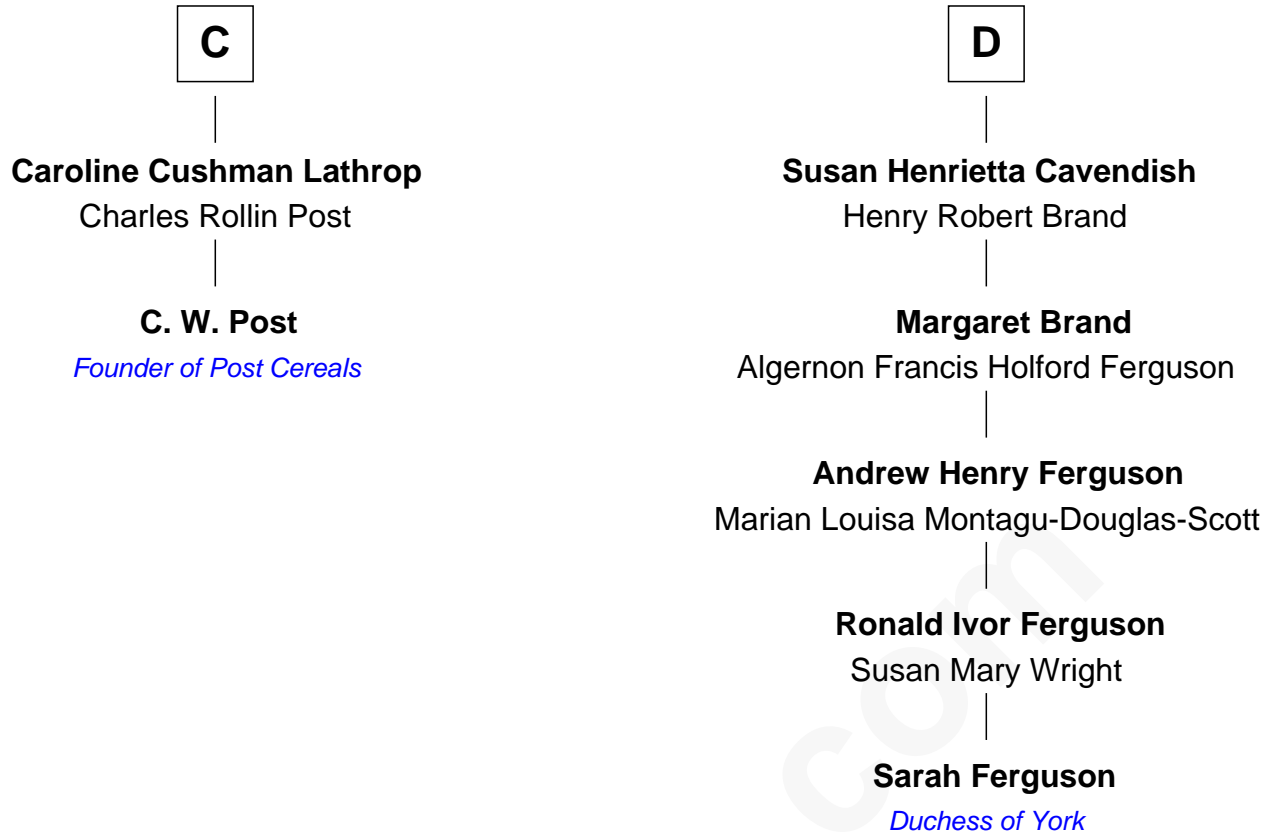 C
Caroline Cushman Lathrop
Charles Rollin Post
C. W. Post
Founder of Post Cereals
D
Susan Henrietta Cavendish
Henry Robert Brand
Margaret Brand
Algernon Francis Holford Ferguson
Andrew Henry Ferguson
Marian Louisa Montagu-Douglas-Scott
Ronald Ivor Ferguson
Susan Mary Wright
Sarah Ferguson
Duchess of York
com